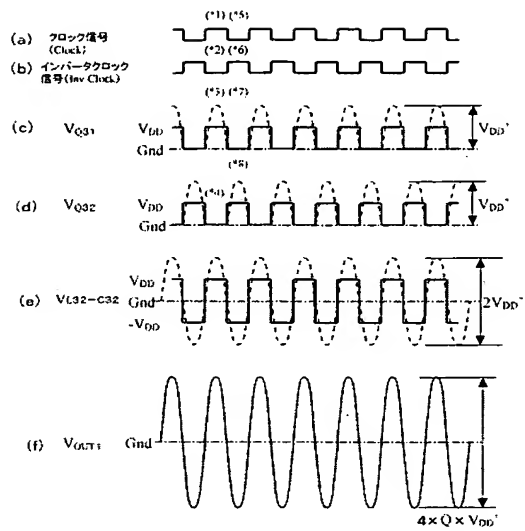 (*1) (*5)
(a) クロック信号
(Clock)
(*2) (*6)
(b) インバータクロック
信号(Inv Clock)
(*3) (*7)
(c) VQ31 VDD
Gnd
VDD'
(*8)
(d) VQ32 VDD
Gnd
VDD'
(e) VL32-C32 VDD
Gnd
-VDD
2VDD'
(f) VOUT1 Gnd
4×Q×VDD'